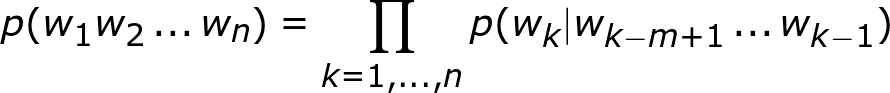 p(w₁w₂ ... wₙ) = ∏ p(wₖ|wₖ₋ₘ₊₁ ... wₖ₋₁)
k=1,...,n